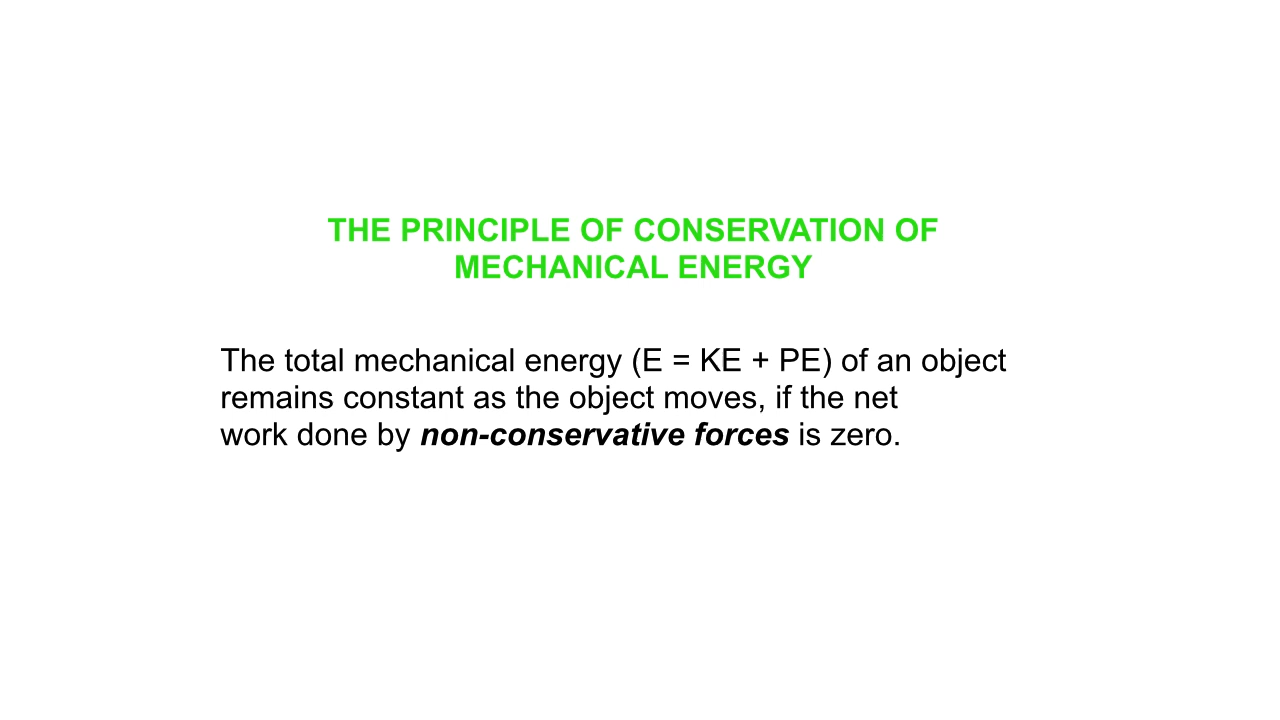 THE PRINCIPLE OF CONSERVATION OF
MECHANICAL ENERGY
The total mechanical energy (E = KE + PE) of an object
remains constant as the object moves, if the net
work done by non-conservative forces is zero.